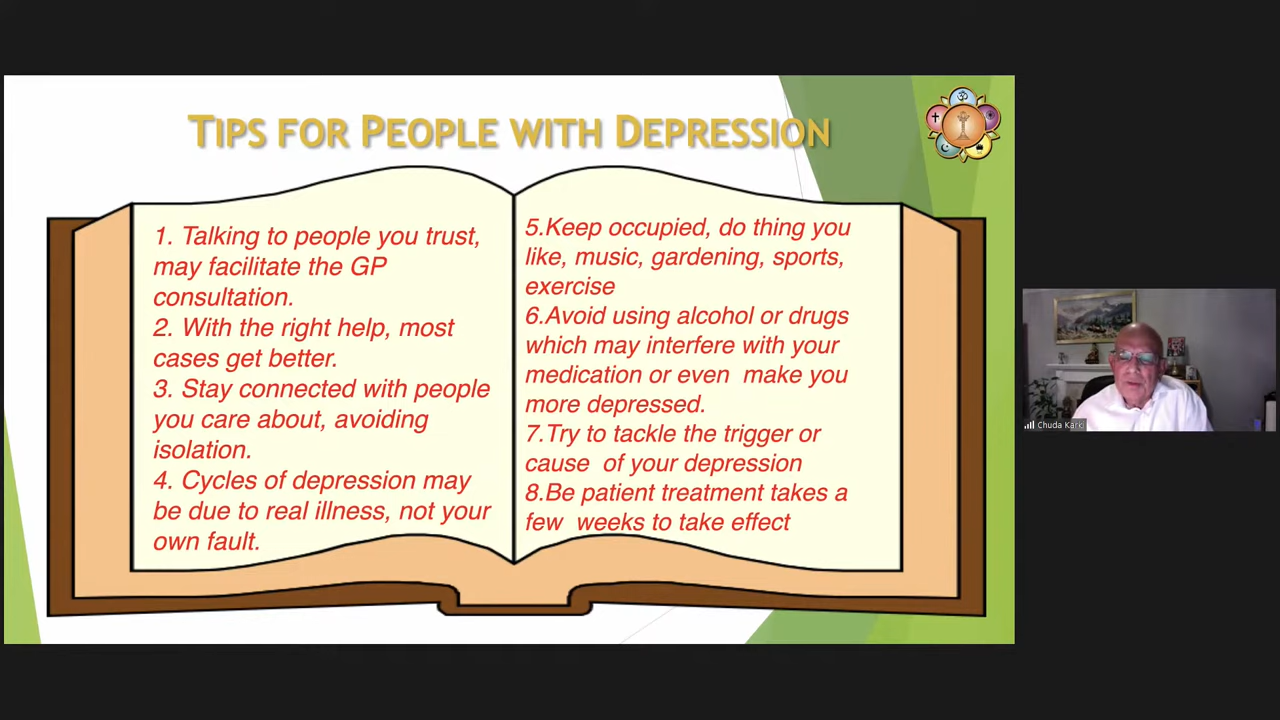 TIPS FOR PEOPLE WITH DEPRESSION
1. Talking to people you trust,
may facilitate the GP
consultation.
2. With the right help, most
cases get better.
3. Stay connected with people
you care about, avoiding
isolation.
4. Cycles of depression may
be due to real illness, not your
own fault.
5.Keep occupied, do thing you
like, music, gardening, sports,
exercise
6.Avoid using alcohol or drugs
which may interfere with your
medication or even make you
more depressed.
7.Try to tackle the trigger or
cause of your depression
8.Be patient treatment takes a
few weeks to take effect
Chuda Karki